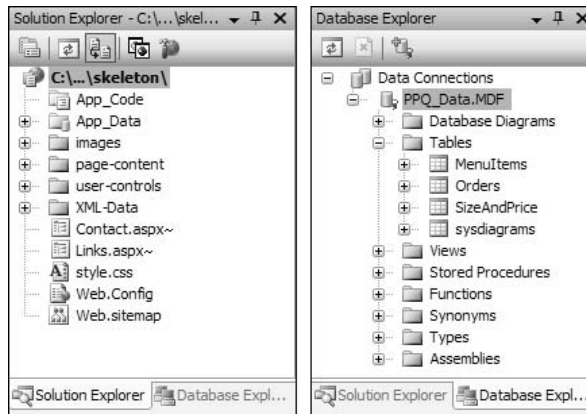 Solution Explorer - C:\...\skel...
C:\...\skeleton\
App_Code
App_Data
images
page-content
user-controls
XML-Data
Contact.aspx~
Links.aspx~
style.css
Web.Config
Web.sitemap
Solution Explorer
Database Expl...
Database Explorer
Data Connections
PPQ_Data.MDF
Database Diagrams
Tables
MenuItems
Orders
SizeAndPrice
sysdiagrams
Views
Stored Procedures
Functions
Synonyms
Types
Assemblies
Solution Explorer
Database Expl...